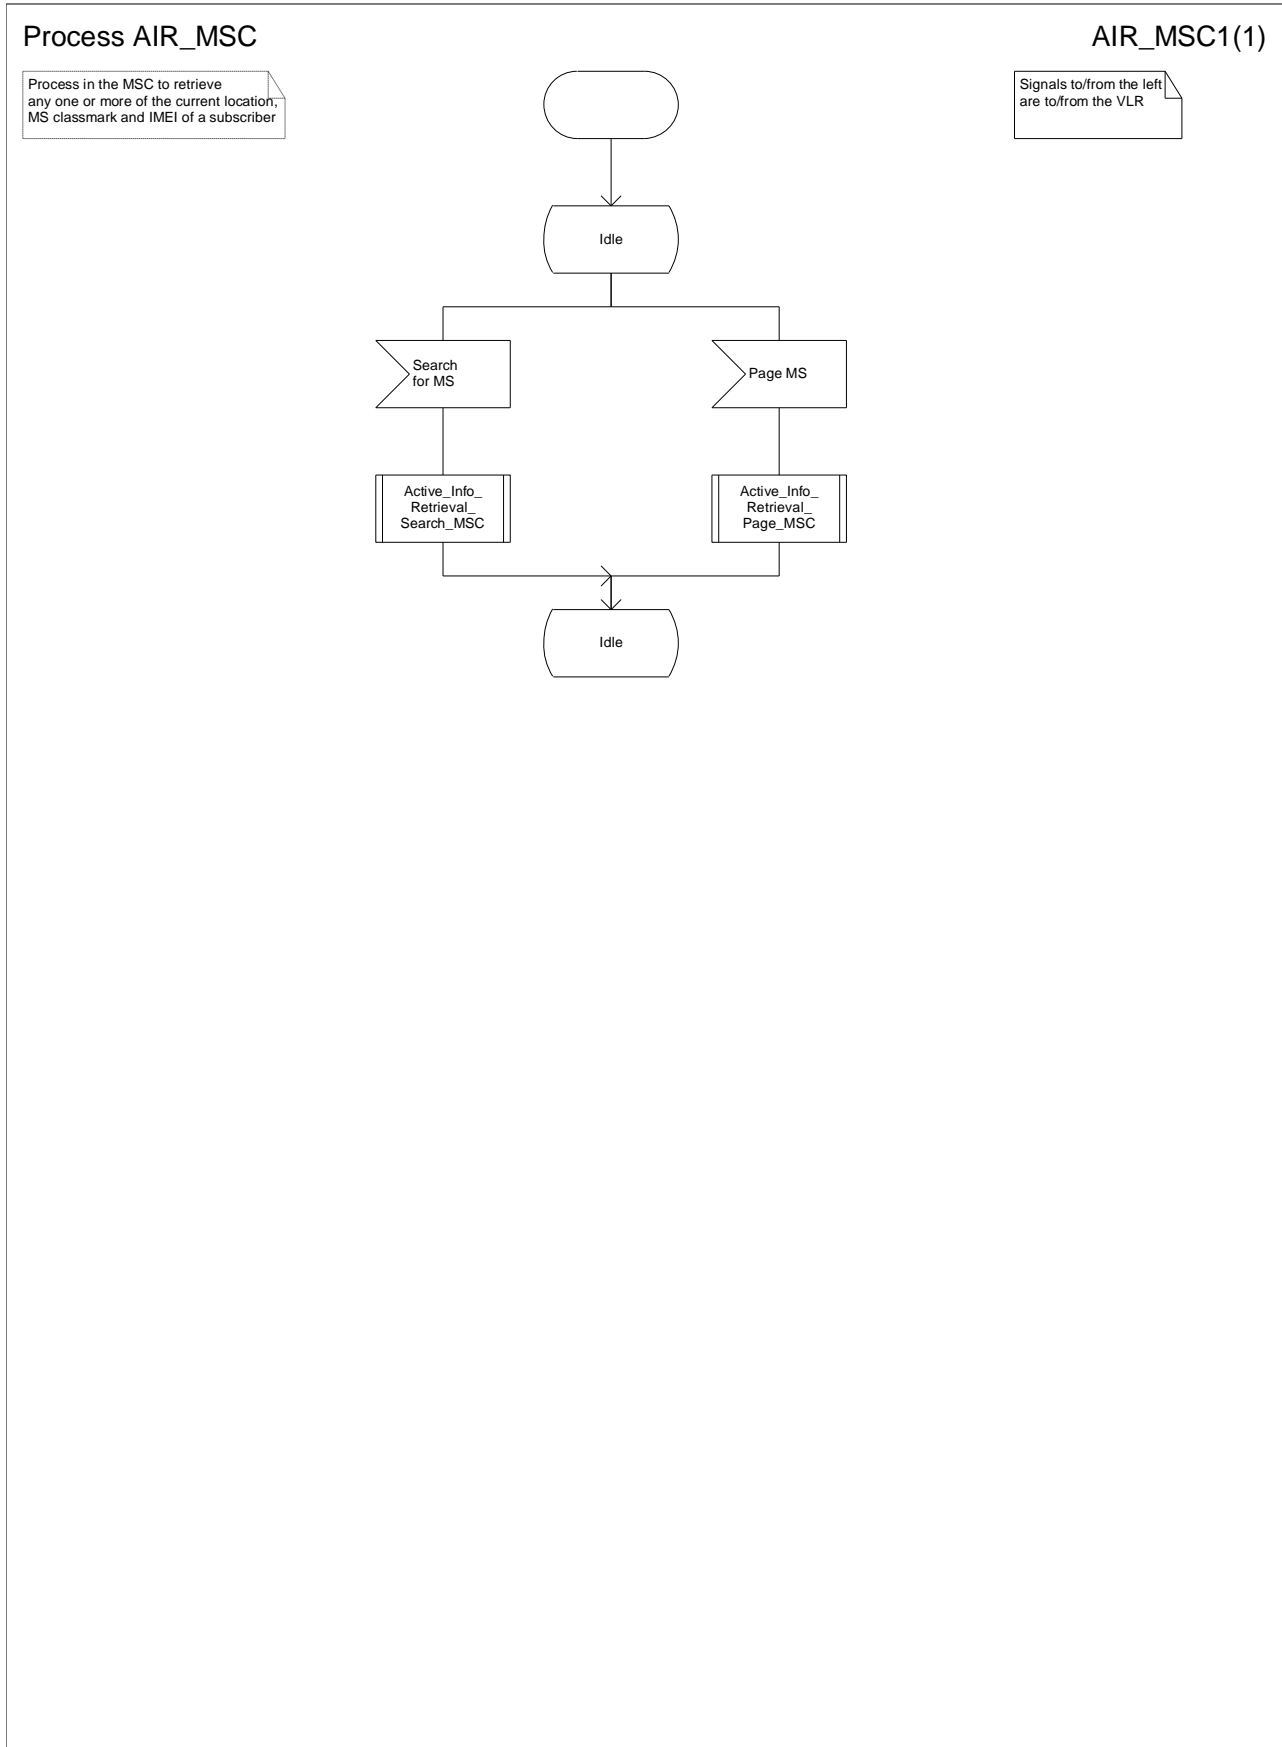 Process AIR_MSC
AIR_MSC1(1)
Process in the MSC to retrieve
any one or more of the current location,
MS classmark and IMEI of a subscriber
Signals to/from the left
are to/from the VLR
Idle
Search
for MS
Page MS
Active_Info_
Retrieval_
Search_MSC
Active_Info_
Retrieval_
Page_MSC
Idle